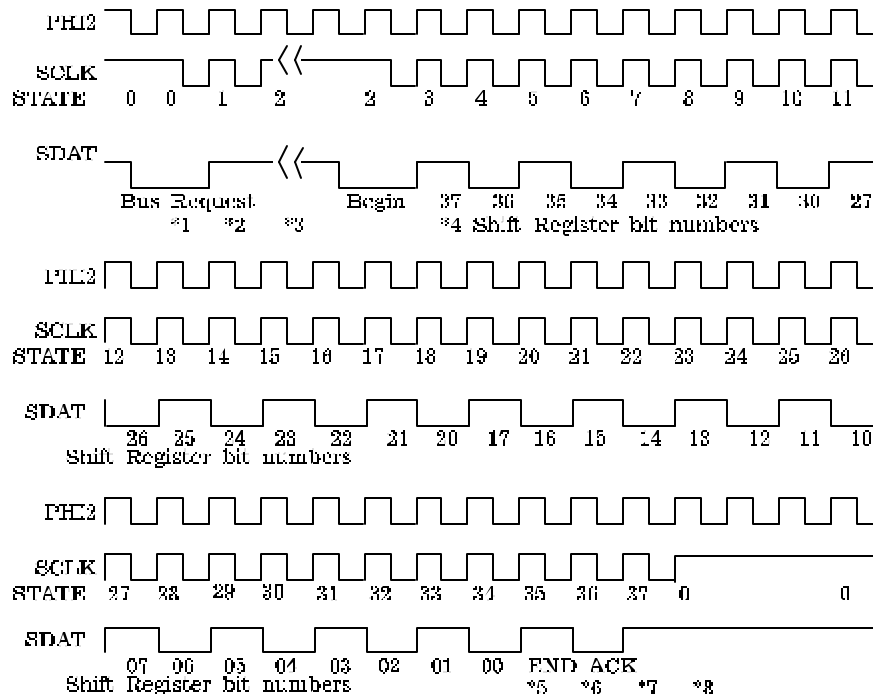 PHI2
SCLK
STATE 0 0 1 2 2 3 4 5 6 7 8 9 10 11
SDAT
Bus Request Begin 37 36 35 34 33 32 31 30 27
*1 *2 *3 *4 Shift Register bit numbers
PHI2
SCLK
STATE 12 13 14 15 16 17 18 19 20 21 22 23 24 25 26
SDAT
26 25 24 23 22 21 20 17 16 15 14 13 12 11 10
Shift Register bit numbers
PHI2
SCLK
STATE 27 28 29 30 31 32 33 34 35 36 37 0 0
SDAT
07 06 05 04 03 02 01 00 END ACK
Shift Register bit numbers *5 *6 *7 *8